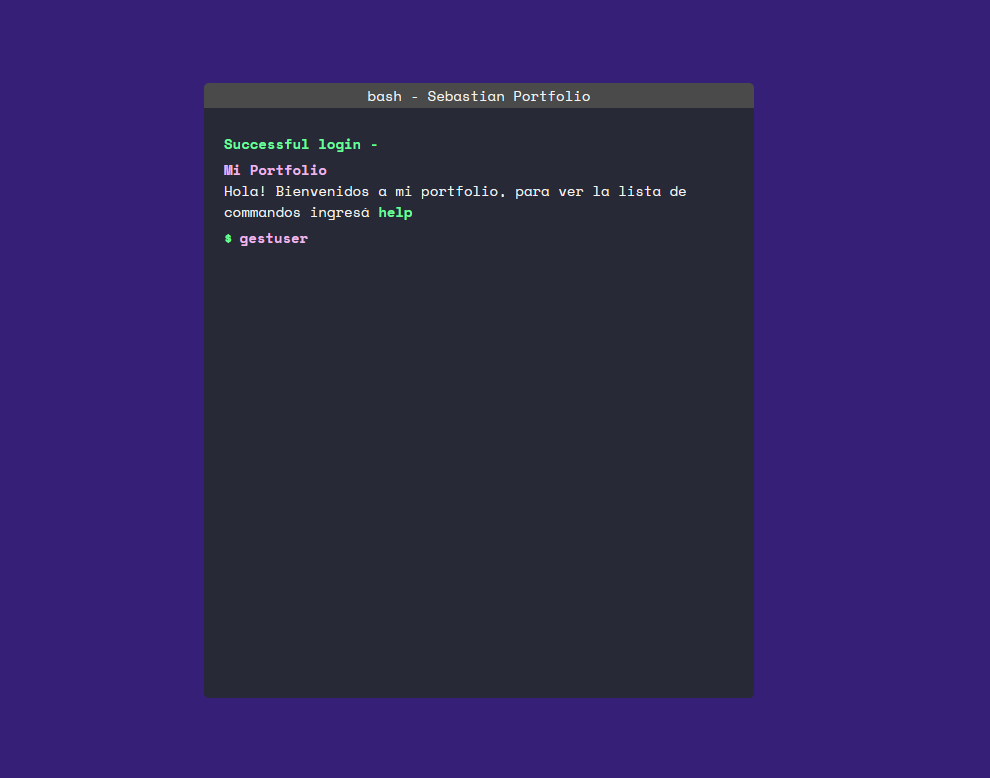 bash - Sebastian Portfolio
Successful login -
Mi Portfolio
Hola! Bienvenidos a mi portfolio, para ver la lista de
commandos ingresá help
$ gestuser